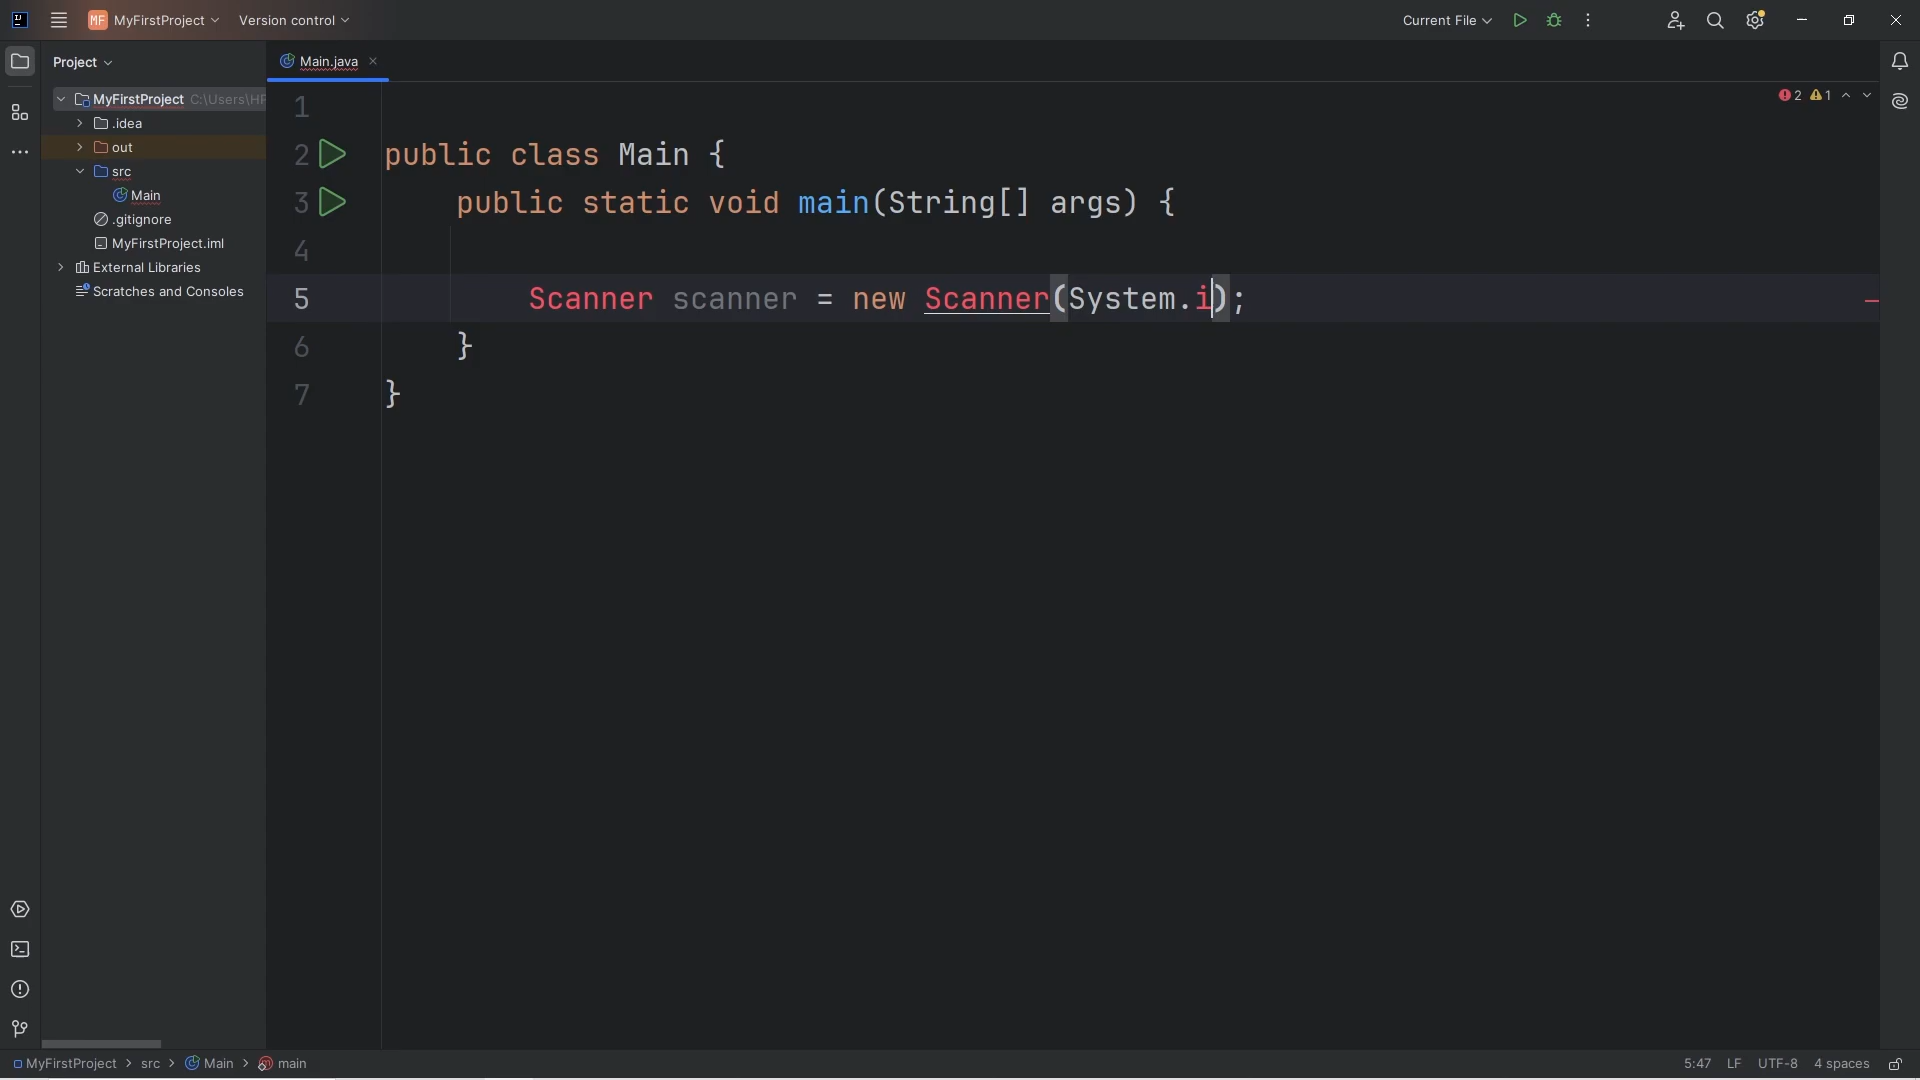 MF MyFirstProject Version control Current File
Project
Main.java
MyFirstProject C:\Users\HP
.idea
out
src
Main
.gitignore
MyFirstProject.iml
External Libraries
Scratches and Consoles
2 1
1
2 public class Main {
3 public static void main(String[] args) {
4
5 Scanner scanner = new Scanner(System.i);
6 }
7 }
MyFirstProject > src > Main > main 5:47 LF UTF-8 4 spaces